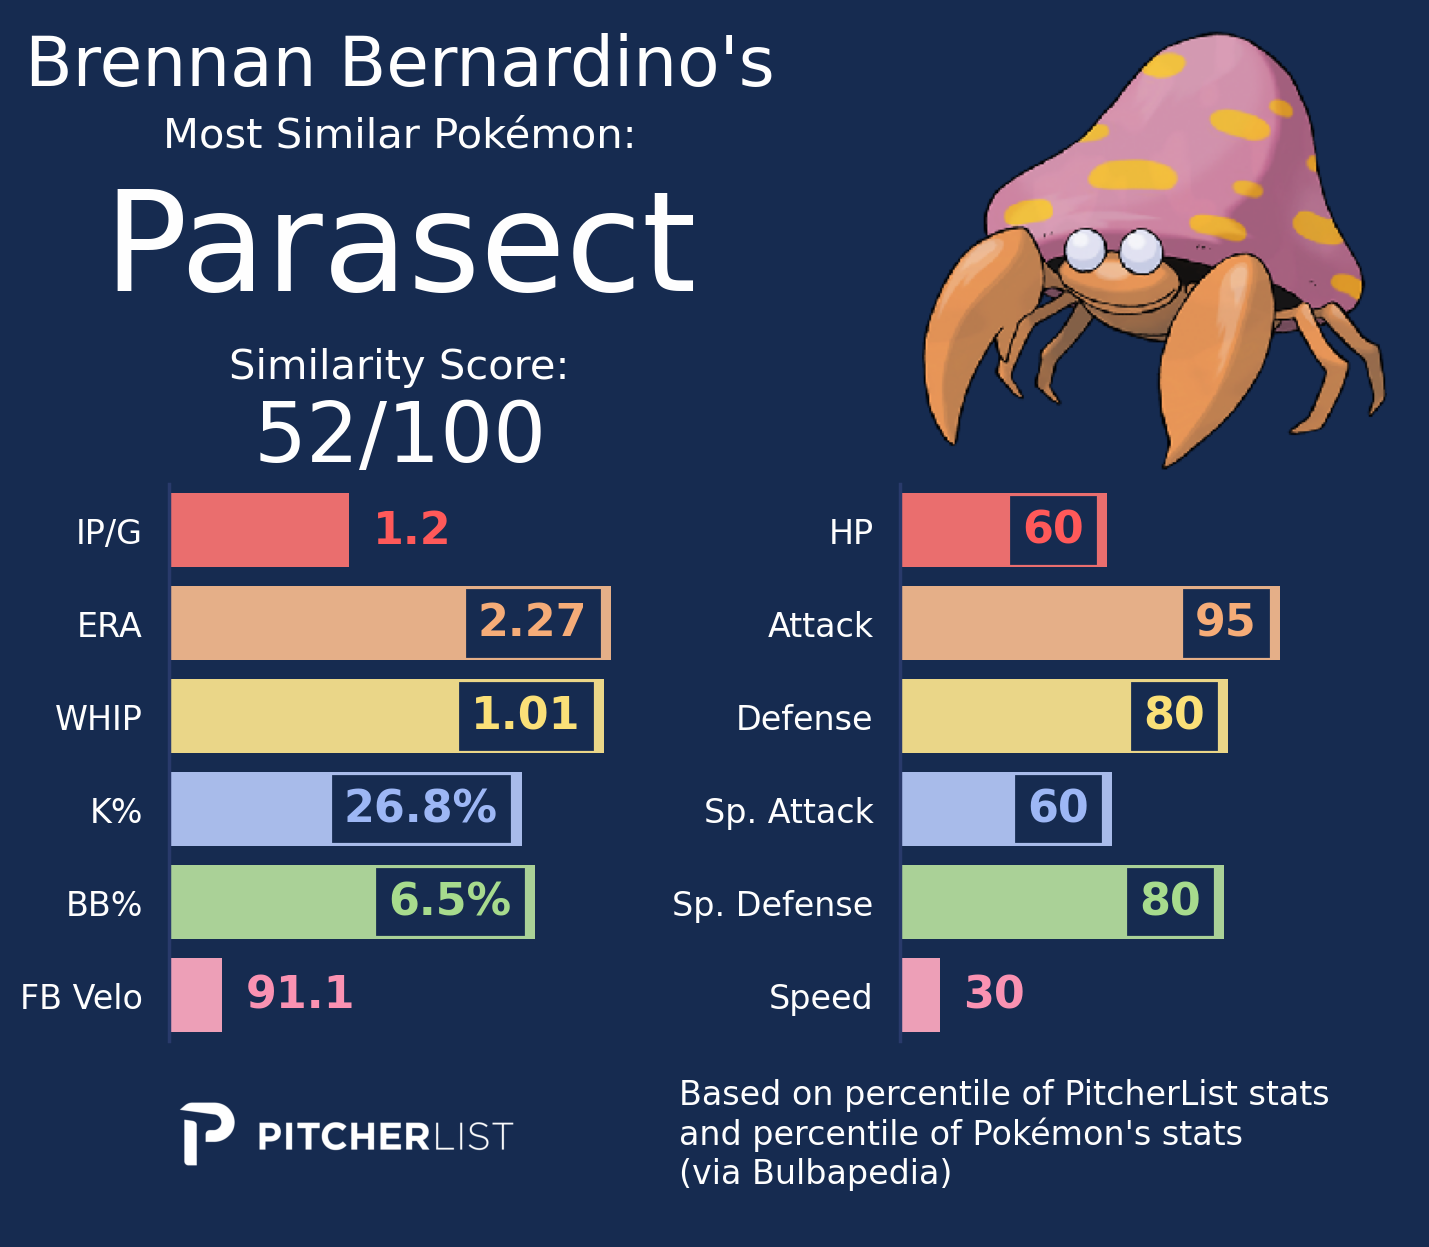 Brennan Bernardino's
Most Similar Pokémon:
Parasect
Similarity Score:
52/100
IP/G 1.2
ERA 2.27
WHIP 1.01
K% 26.8%
BB% 6.5%
FB Velo 91.1
HP 60
Attack 95
Defense 80
Sp. Attack 60
Sp. Defense 80
Speed 30
PITCHERLIST
Based on percentile of PitcherList stats
and percentile of Pokémon's stats
(via Bulbapedia)